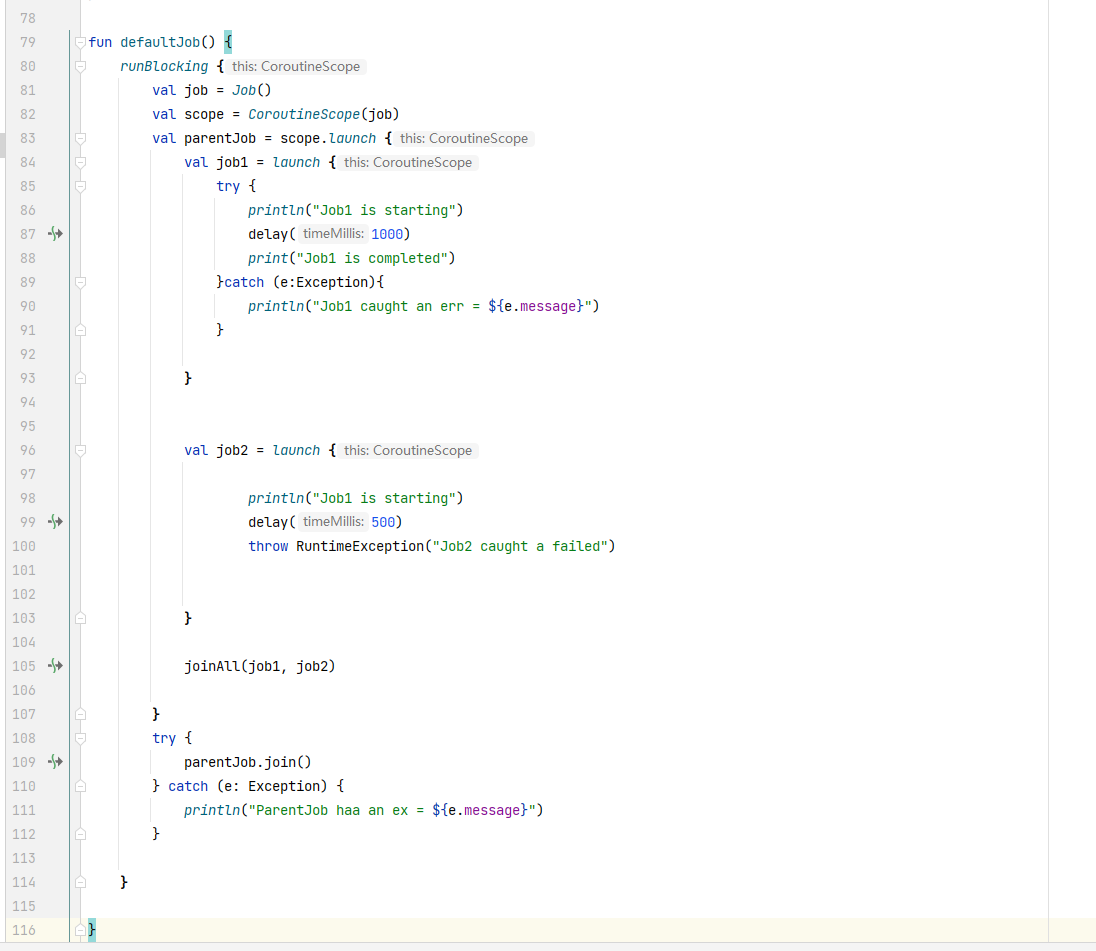 78
79 fun defaultJob() {
80 runBlocking { this: CoroutineScope
81 val job = Job()
82 val scope = CoroutineScope(job)
83 val parentJob = scope.launch { this: CoroutineScope
84 val job1 = launch { this: CoroutineScope
85 try {
86 println("Job1 is starting")
87 delay( timeMillis: 1000)
88 print("Job1 is completed")
89 }catch (e:Exception){
90 println("Job1 caught an err = ${e.message}")
91 }
92
93 }
94
95
96 val job2 = launch { this: CoroutineScope
97
98 println("Job1 is starting")
99 delay( timeMillis: 500)
100 throw RuntimeException("Job2 caught a failed")
101
102
103 }
104
105 joinAll(job1, job2)
106
107 }
108 try {
109 parentJob.join()
110 } catch (e: Exception) {
111 println("ParentJob haa an ex = ${e.message}")
112 }
113
114 }
115
116 }